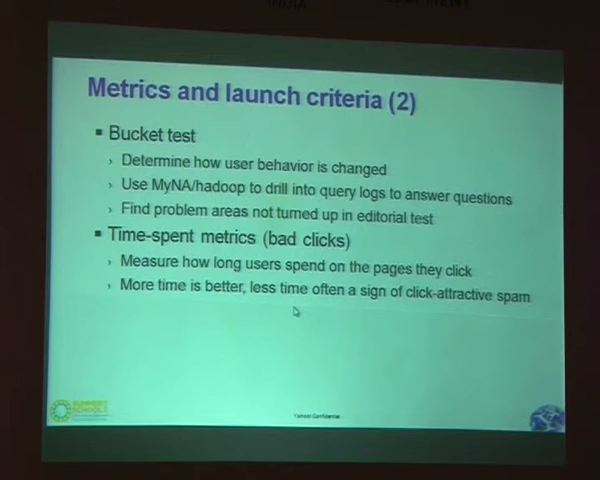 INDIA
Metrics and launch criteria (2)
▪ Bucket test
› Determine how user behavior is changed
› Use MyNA/hadoop to drill into query logs to answer questions
› Find problem areas not turned up in editorial test
▪ Time-spent metrics (bad clicks)
› Measure how long users spend on the pages they click
› More time is better, less time often a sign of click-attractive spam
SUMMER
SCHOOL
Yahoo! Confidential